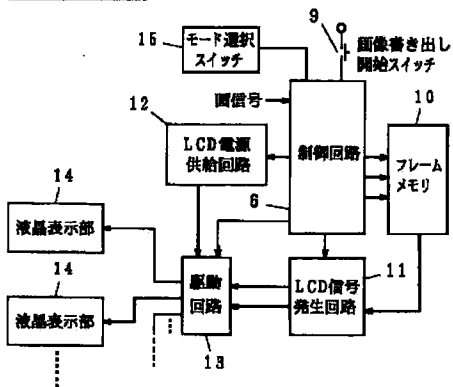 9
15
モード選択
スイッチ
画像書き出し
開始スイッチ
画信号
10
12
LCD電源
供給回路
制御回路
フレーム
メモリ
14
6
液晶表示部
11
駆動
回路
LCD信号
発生回路
14
液晶表示部
13